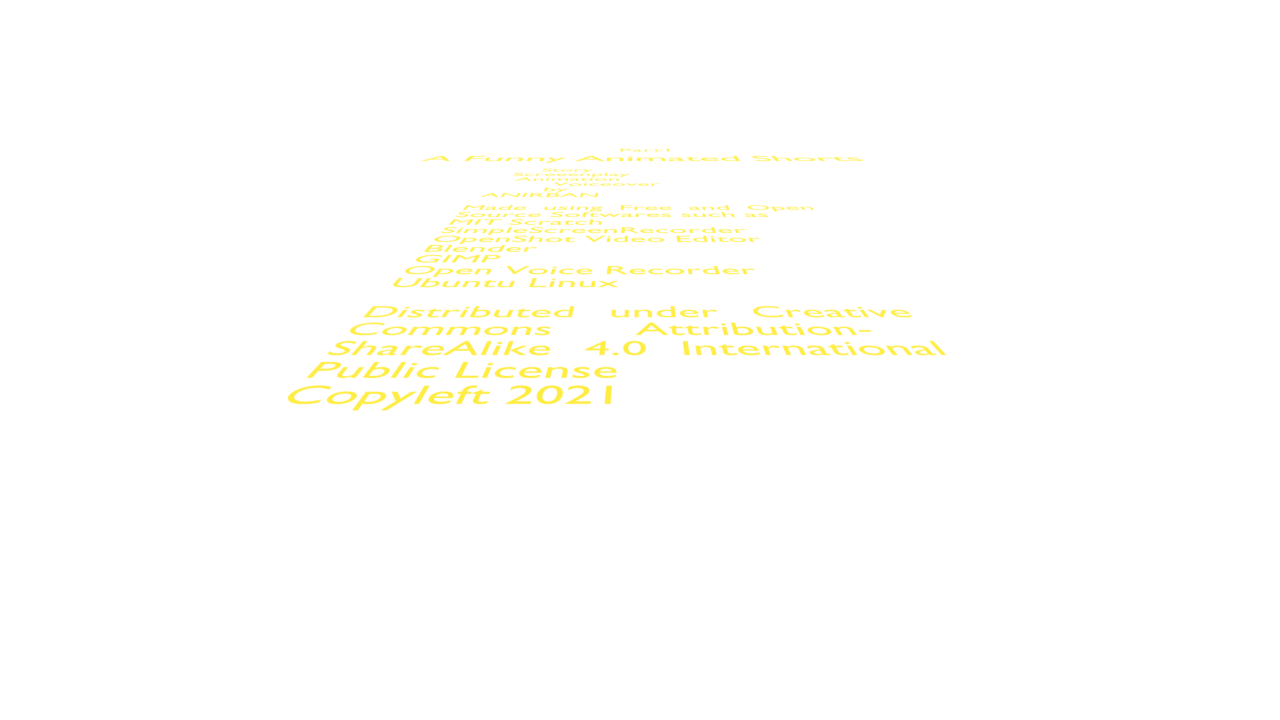 Part I
A Funny Animated Shorts
Story
Screenplay
Animation
Voiceover
by
ANIRBAN
Made using Free and Open
Source Softwares such as
MIT Scratch
SimpleScreenRecorder
OpenShot Video Editor
Blender
GIMP
Open Voice Recorder
Ubuntu Linux
Distributed under Creative
Commons Attribution-
ShareAlike 4.0 International
Public License
Copyleft 2021